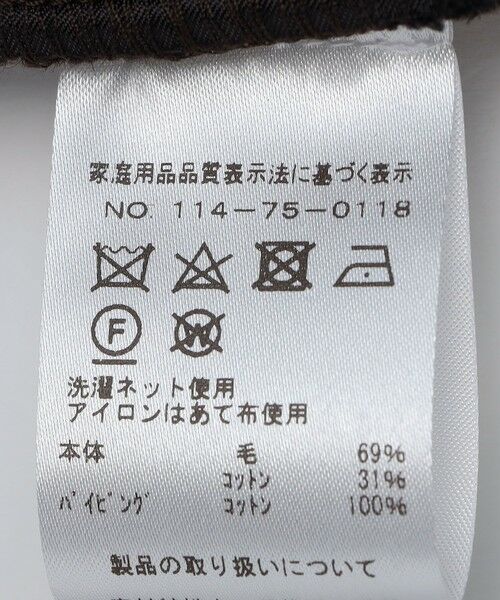 家庭用品品質表示法に基づく表示
NO. 114-75-0118
F W
洗濯ネット使用
アイロンはあて布使用
本体 毛 69%
コットン 31%
パイピング コットン 100%
製品の取り扱いについて